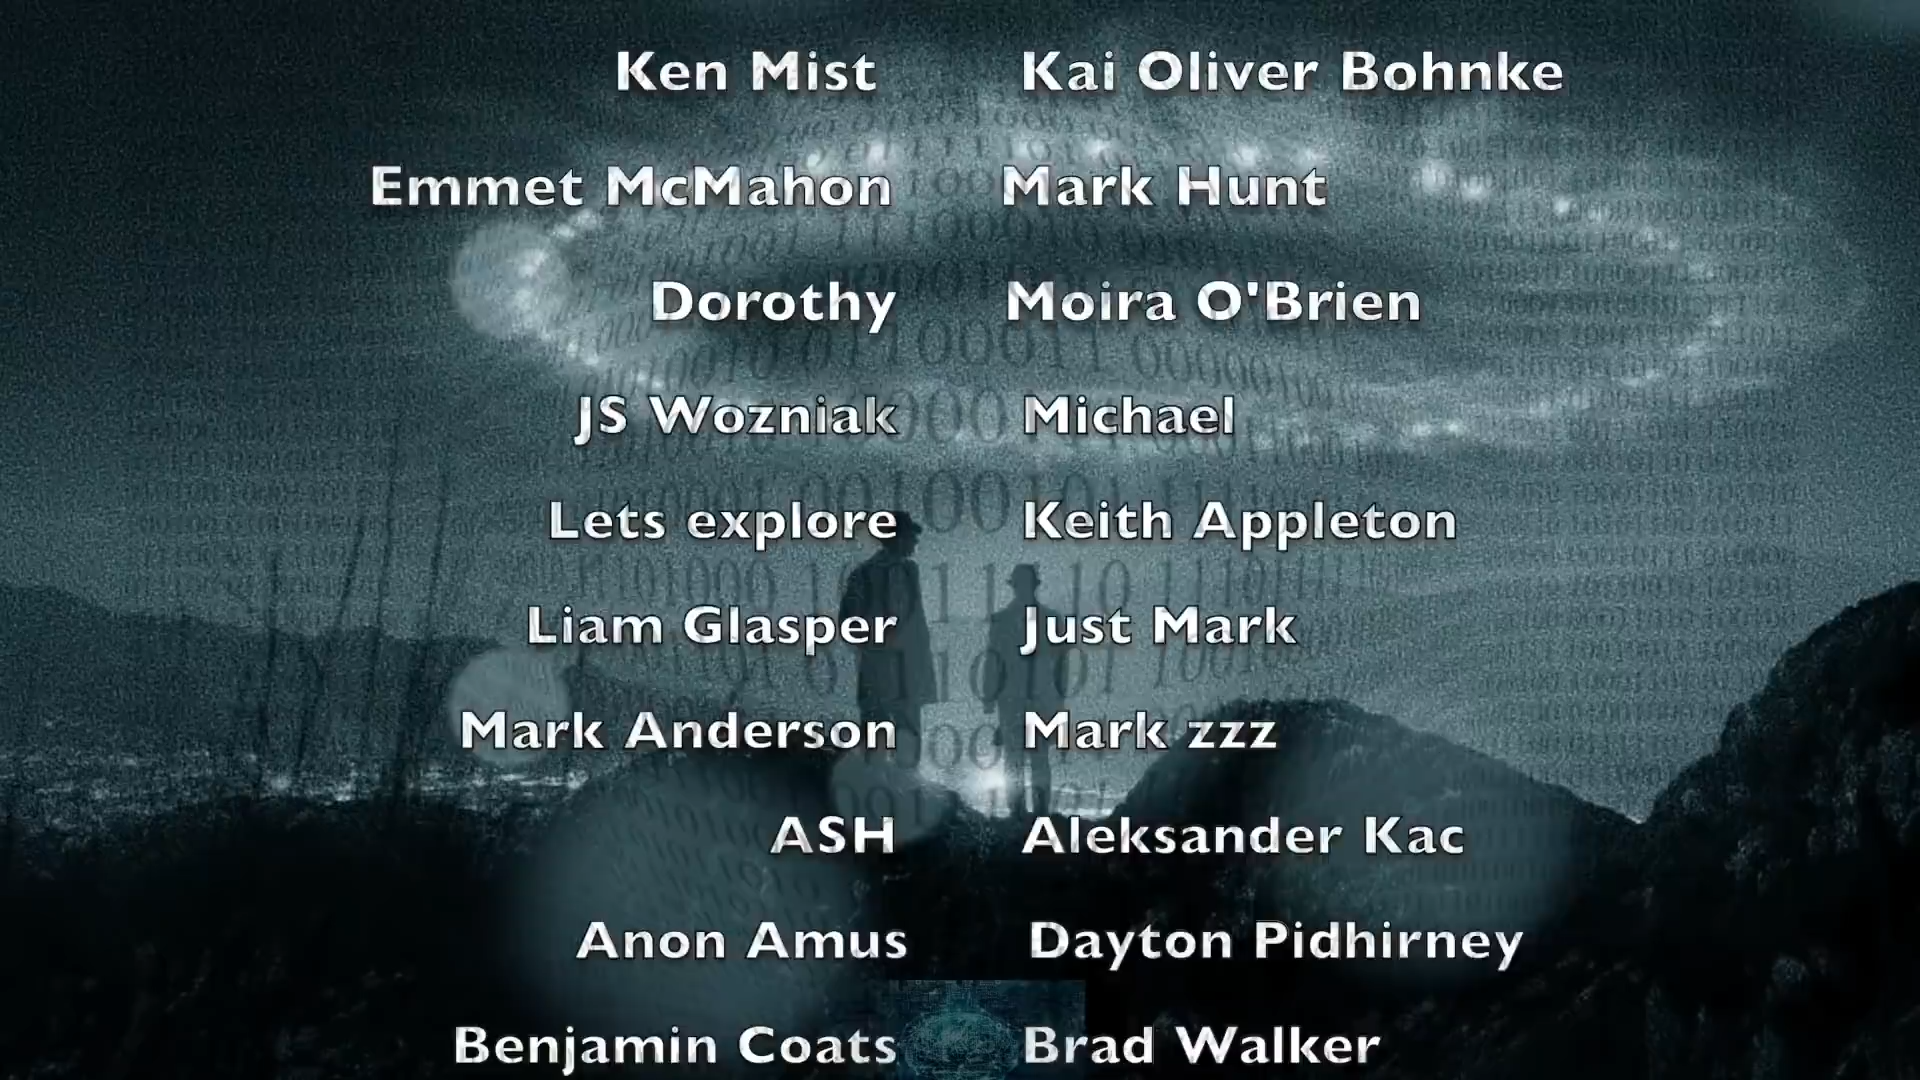 Ken Mist Kai Oliver Bohnke
Emmet McMahon Mark Hunt
Dorothy Moira O'Brien
JS Wozniak Michael
Lets explore Keith Appleton
Liam Glasper Just Mark
Mark Anderson Mark zzz
ASH Aleksander Kac
Anon Amus Dayton Pidhirney
Benjamin Coats Brad Walker